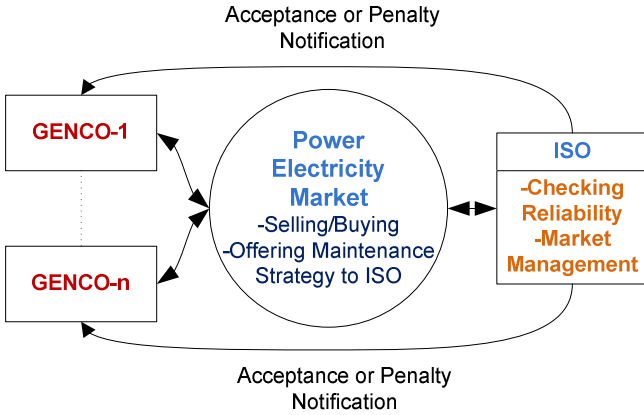 Acceptance or Penalty
Notification
GENCO-1
GENCO-n
Power
Electricity
Market
-Selling/Buying
-Offering Maintenance
Strategy to ISO
ISO
-Checking
Reliability
-Market
Management
Acceptance or Penalty
Notification